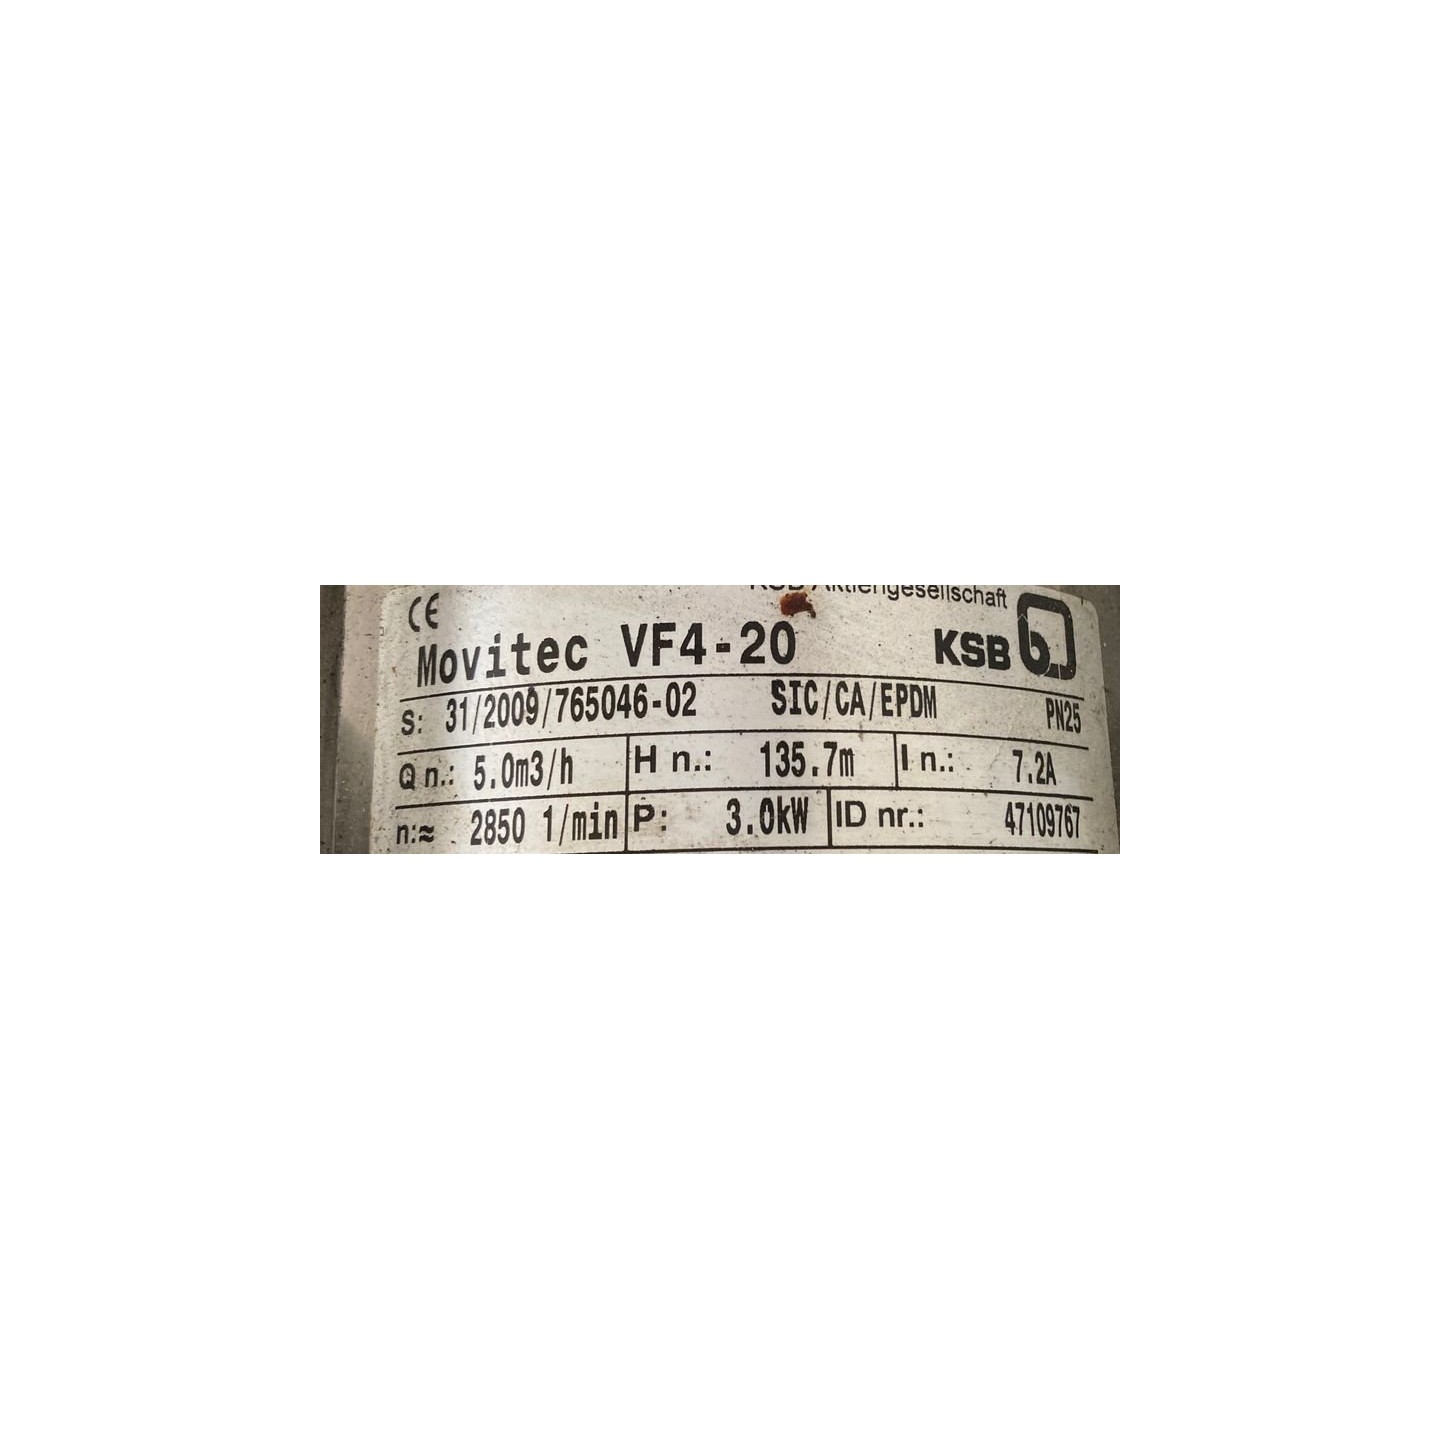 KSB Aktiengesellschaft
CE
Movitec VF4-20 KSB
S: 31/2009/765046-02 SIC/CA/EPDM PN25
Q n.: 5.0m3/h H n.: 135.7m I n.: 7.2A
n:≈ 2850 1/min P: 3.0kW ID nr.: 47109767